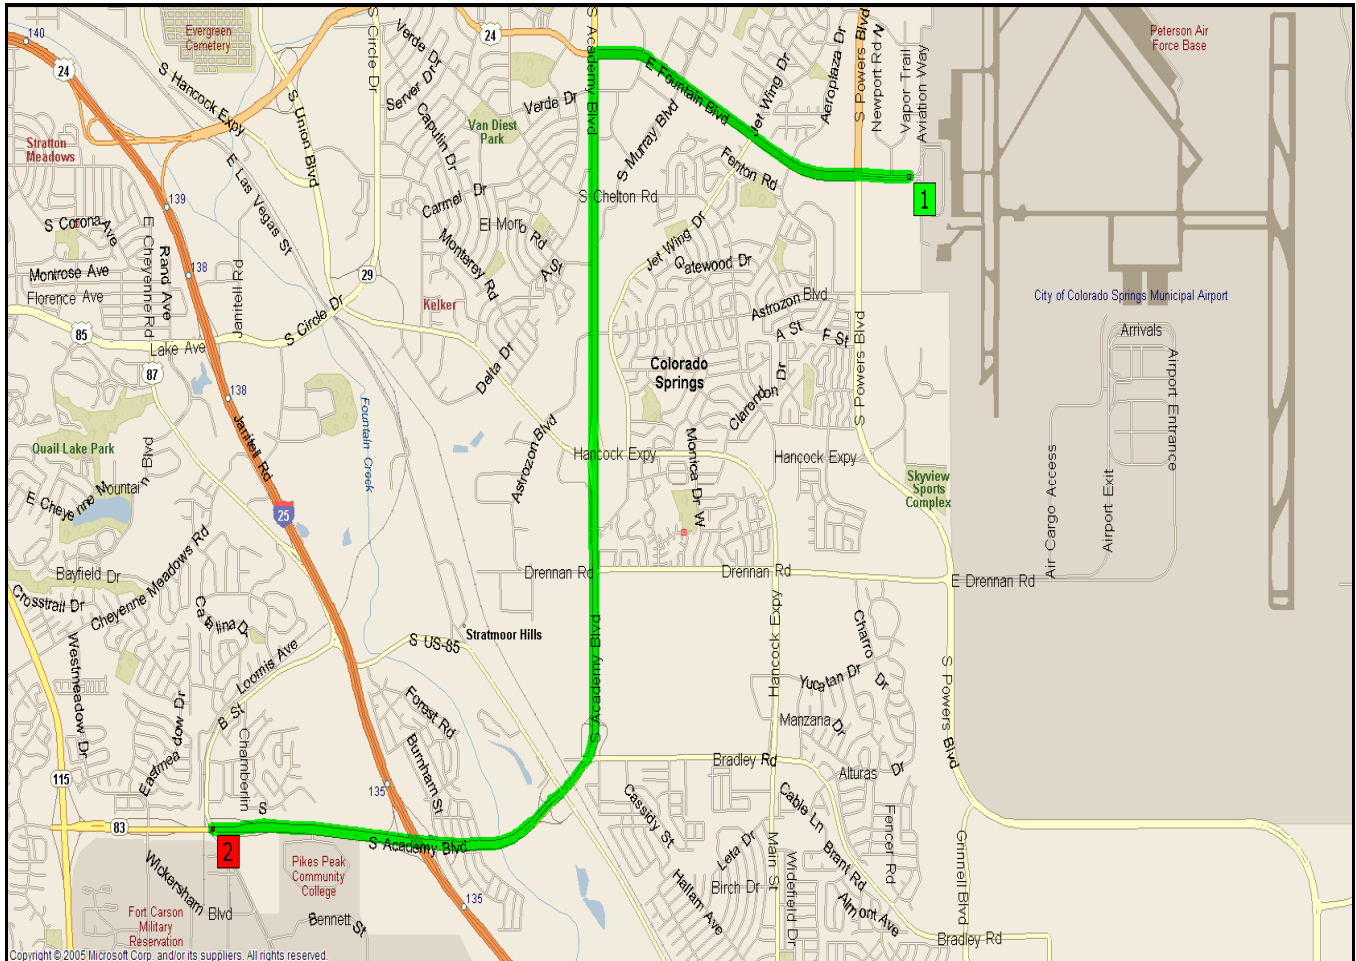 140
24
Evergreen
Cemetery
S Circle Dr
Verde Dr
24
S Academy Blvd
S Powers Blvd
Newport Rd N
Vapor Trail
Aviation Way
Peterson Air
Force Base
24
S Hancock Expy
S Union Blvd
Server Dr
Caputin Dr
Verde Dr
Van Diest
Park
E Fountain Blvd
Jet Wing Dr
Aeroplaza Dr
Stratton
Meadows
E Las Vegas St
Carmel Dr
S Murray Blvd
Fenton Rd
S Chelton Rd
1
139
S Corona Ave
E Cheyenne Rd
Rand Ave
El Morro Rd
Monterey Rd
A St
Jet Wing Dr
Gatewood Dr
138
Montrose Ave
Florence Ave
Janitell Rd
29
Kelker
S Circle Dr
Astrozon Blvd
City of Colorado Springs Municipal Airport
85
Lake Ave
87
A St
F St
S Powers Blvd
Arrivals
Colorado
Springs
Delta Dr
Clarendon Dr
Airport Entrance
138
Janitell Rd
Fountain Creek
Quail Lake Park
Blvd
Astrozon Blvd
Hancock Expy
Monica Dr W
Hancock Expy
Skyview
Sports
Complex
Air Cargo Access
Airport Exit
E Cheyenne Mountain
25
Cheyenne Meadows Rd
Bayfield Dr
Crosstrail Dr
Drennan Rd
Drennan Rd
E Drennan Rd
Catalina Dr
Stratmoor Hills
S US-85
S Academy Blvd
Hancock Expy
Charro Dr
Yucatan Dr
Westmeadow Dr
Loomis Ave
B St
Eastmeadow Dr
Chamberlin
S
Forest Rd
Burnham St
Manzana Dr
S Powers Blvd
Bradley Rd
Alturas Dr
115
135
Cassidy St
Cable Ln
Fencer Rd
83
2
S Academy Blvd
Leta Dr
Main St
Brant Rd
Grinnell Blvd
Wickersham Blvd
Pikes Peak
Community
College
Birch Dr
Hallam Ave
Widefield Dr
Almont Ave
135
Fort Carson
Military
Reservation
Bennett St
Bradley Rd
Copyright © 2005 Microsoft Corp. and/or its suppliers. All rights reserved.